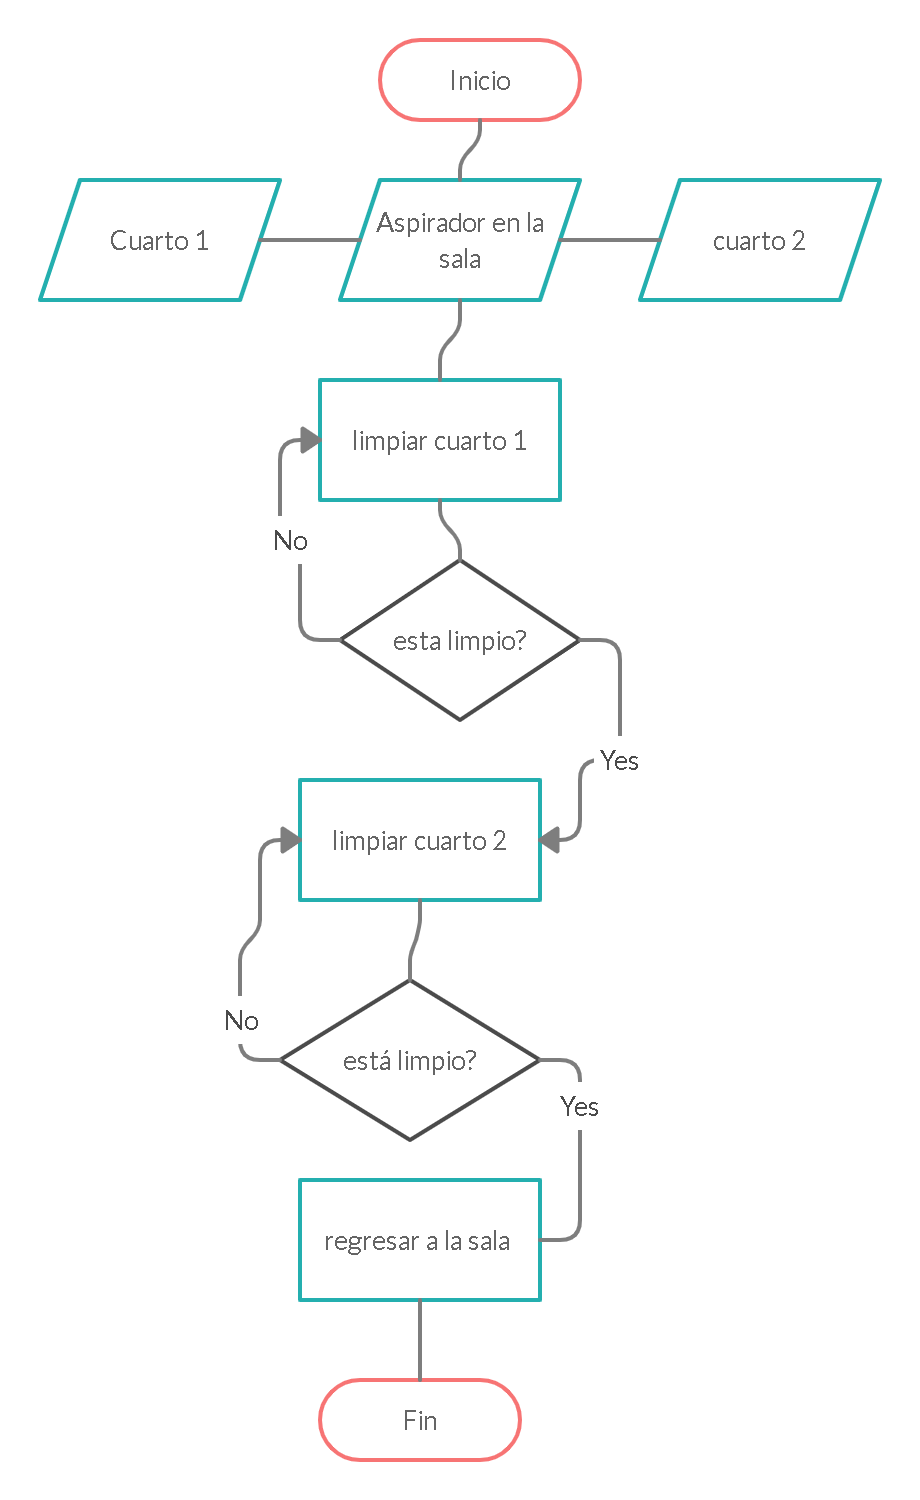 Inicio
Cuarto 1
Aspirador en la
sala
cuarto 2
limpiar cuarto 1
No
esta limpio?
Yes
limpiar cuarto 2
No
está limpio?
Yes
regresar a la sala
Fin